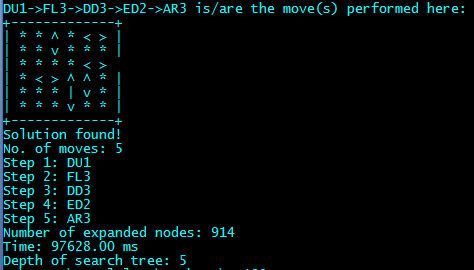 DU1->FL3->DD3->ED2->AR3 is/are the move(s) performed here:
+-------------+
| * * ^ * < > |
| * * v * * * |
| * * * * < >
| * < > ^ ^ * |
| * * * | v * |
| * * * v * * |
+-------------+
Solution found!
No. of moves: 5
Step 1: DU1
Step 2: FL3
Step 3: DD3
Step 4: ED2
Step 5: AR3
Number of expanded nodes: 914
Time: 97628.00 ms
Depth of search tree: 5